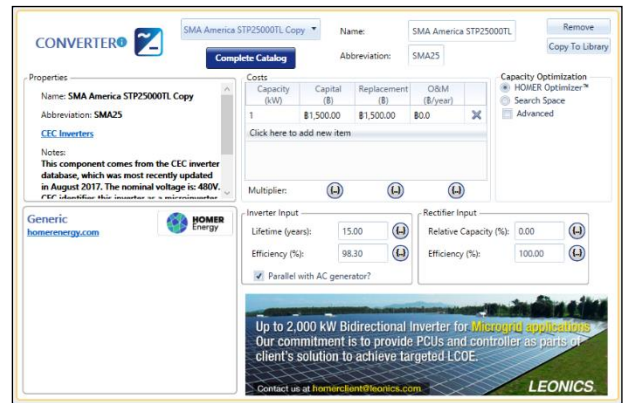 CONVERTER
SMA America STP25000TL Copy
Complete Catalog
Name: SMA America STP25000TL
Abbreviation: SMA25
Remove
Copy To Library
Properties
Name: SMA America STP25000TL Copy
Abbreviation: SMA25
CEC Inverters
Notes:
This component comes from the CEC inverter
database, which was most recently updated
in August 2017. The nominal voltage is: 480V.
CEC identifies this inverter as a microinverter
Costs
Capacity Capital Replacement O&M
(kW) (฿) (฿) (฿/year)
1 ฿1,500.00 ฿1,500.00 ฿0.0
Click here to add new item
Multiplier: (..) (..) (..)
Capacity Optimization
HOMER Optimizer™
Search Space
Advanced
Generic
homerenergy.com
HOMER
Energy
Inverter Input
Lifetime (years): 15.00 (..)
Efficiency (%): 98.30 (..)
Parallel with AC generator?
Rectifier Input
Relative Capacity (%): 0.00 (..)
Efficiency (%): 100.00 (..)
Up to 2,000 kW Bidirectional Inverter for Microgrid applications
Our commitment is to provide PCUs and controller as parts of
client's solution to achieve targeted LCOE.
Contact us at homerclient@leonics.com
LEONICS.